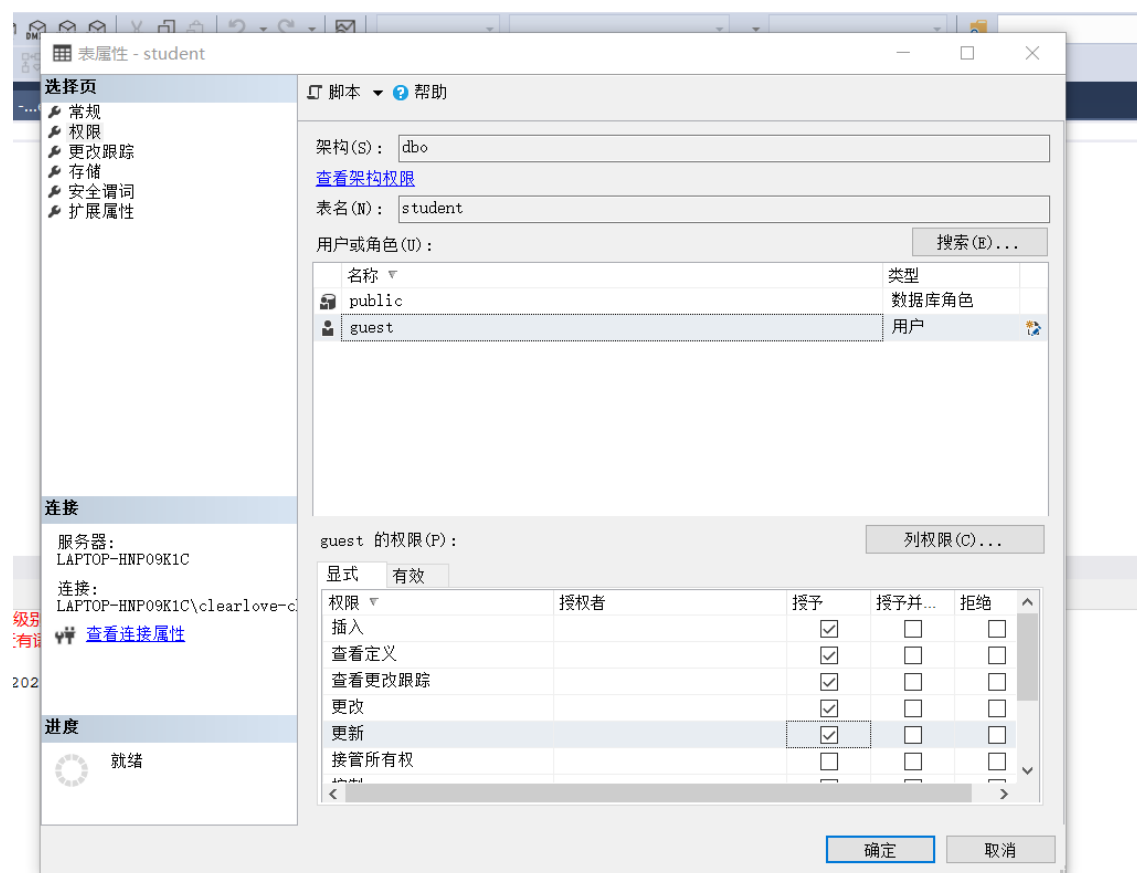 表属性 - student
选择页
常规
权限
更改跟踪
存储
安全谓词
扩展属性
脚本 帮助
架构(S): dbo
查看架构权限
表名(N): student
用户或角色(U):
搜索(E)...
名称 类型
public 数据库角色
guest 用户
连接
服务器:
LAPTOP-HNP09K1C
连接:
LAPTOP-HNP09K1C\clearlove-c
查看连接属性
进度
就绪
guest 的权限(P):
列权限(C)...
显式 有效
权限 授权者 授予 授予并... 拒绝
插入
查看定义
查看更改跟踪
更改
更新
接管所有权
确定 取消
级别
202